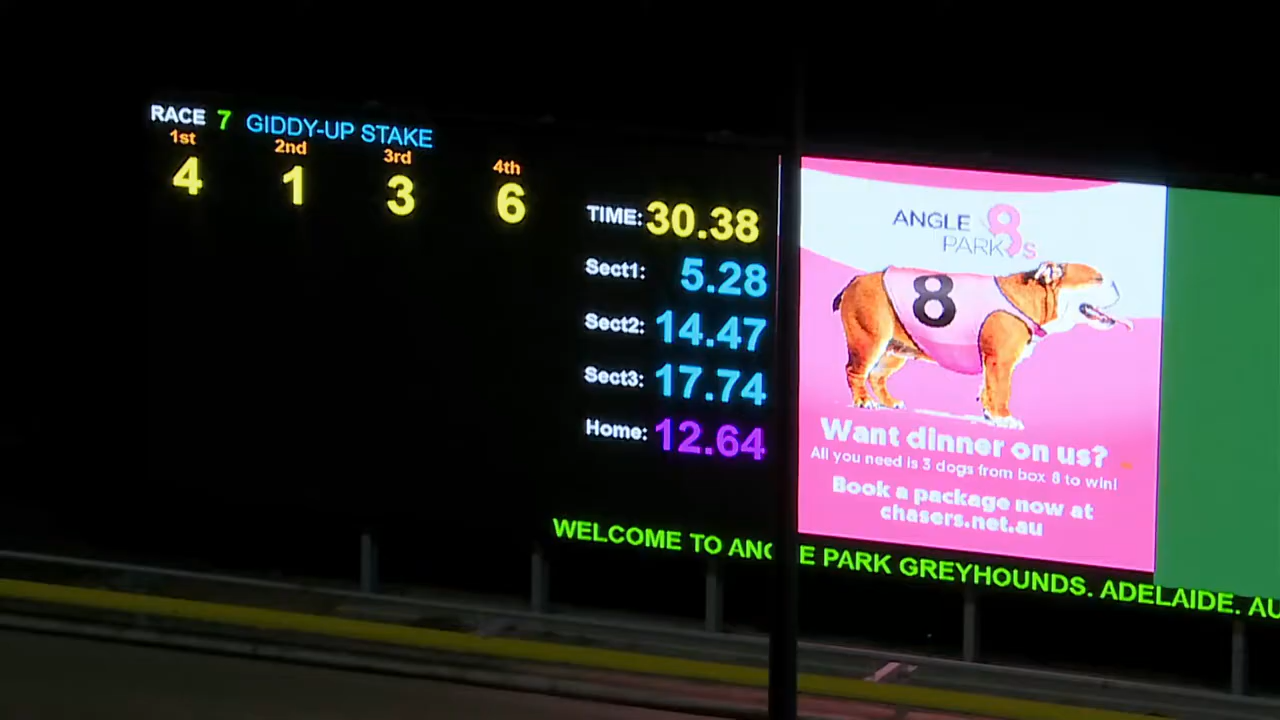 RACE 7 GIDDY-UP STAKE
1st 2nd 3rd 4th
4 1 3 6
TIME: 30.38
Sect1: 5.28
Sect2: 14.47
Sect3: 17.74
Home: 12.64
ANGLE 8
PARK s
8
Want dinner on us?
All you need is 3 dogs from box 8 to win!
Book a package now at
chasers.net.au
WELCOME TO ANG E PARK GREYHOUNDS. ADELAIDE. AU